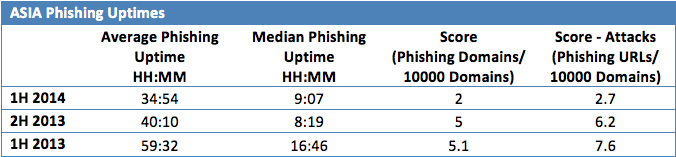 ASIA Phishing Uptimes
Average Phishing Uptime HH:MM Median Phishing Uptime HH:MM Score (Phishing Domains/ 10000 Domains) Score - Attacks (Phishing URLs/ 10000 Domains)
1H 2014 34:54 9:07 2 2.7
2H 2013 40:10 8:19 5 6.2
1H 2013 59:32 16:46 5.1 7.6